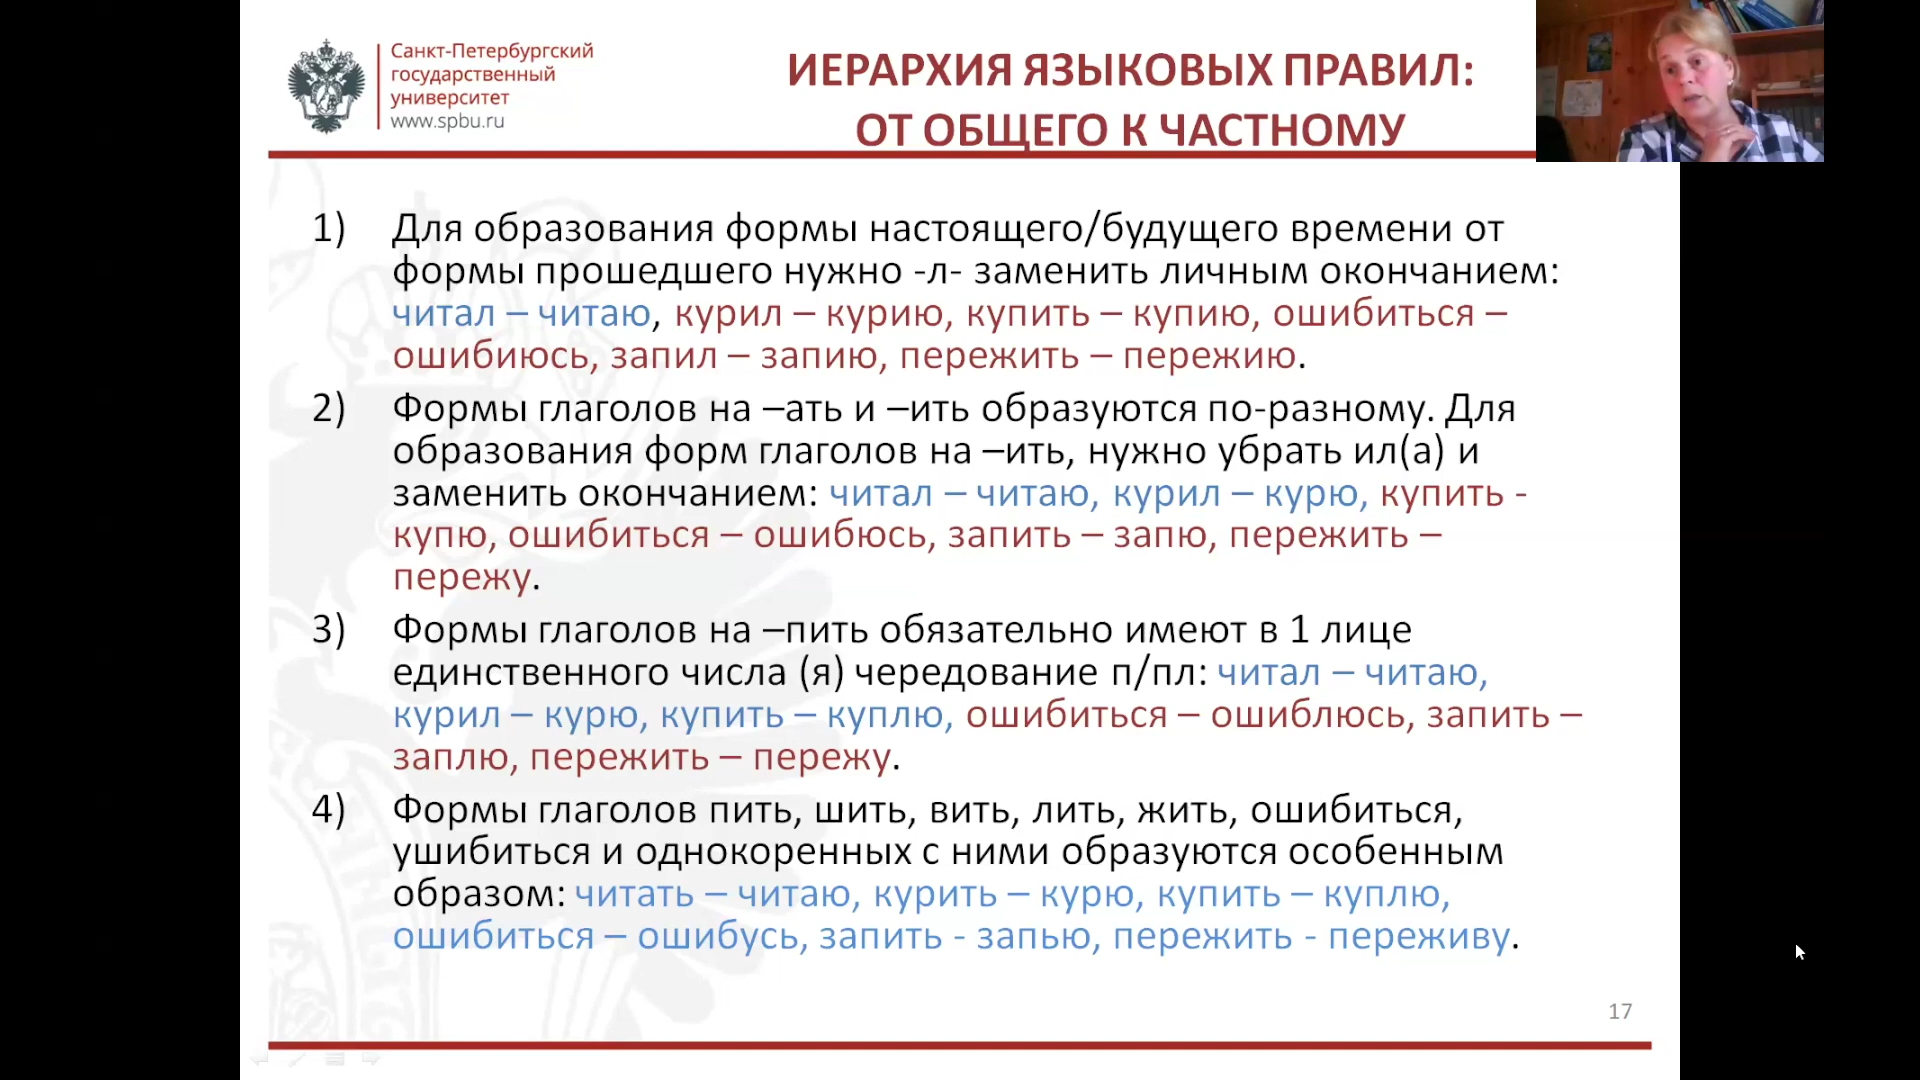 Санкт-Петербургский
государственный
университет
www.spbu.ru
ИЕРАРХИЯ ЯЗЫКОВЫХ ПРАВИЛ:
ОТ ОБЩЕГО К ЧАСТНОМУ
1) Для образования формы настоящего/будущего времени от
формы прошедшего нужно -л- заменить личным окончанием:
читал – читаю, курил – курию, купить – купию, ошибиться –
ошибиюсь, запил – запию, пережить – пережию.
2) Формы глаголов на –ать и –ить образуются по-разному. Для
образования форм глаголов на –ить, нужно убрать ил(а) и
заменить окончанием: читал – читаю, курил – курю, купить -
купю, ошибиться – ошибюсь, запить – запю, пережить –
пережу.
3) Формы глаголов на –пить обязательно имеют в 1 лице
единственного числа (я) чередование п/пл: читал – читаю,
курил – курю, купить – куплю, ошибиться – ошиблюсь, запить –
заплю, пережить – пережу.
4) Формы глаголов пить, шить, вить, лить, жить, ошибиться,
ушибиться и однокоренных с ними образуются особенным
образом: читать – читаю, курить – курю, купить – куплю,
ошибиться – ошибусь, запить - запью, пережить - переживу.
17